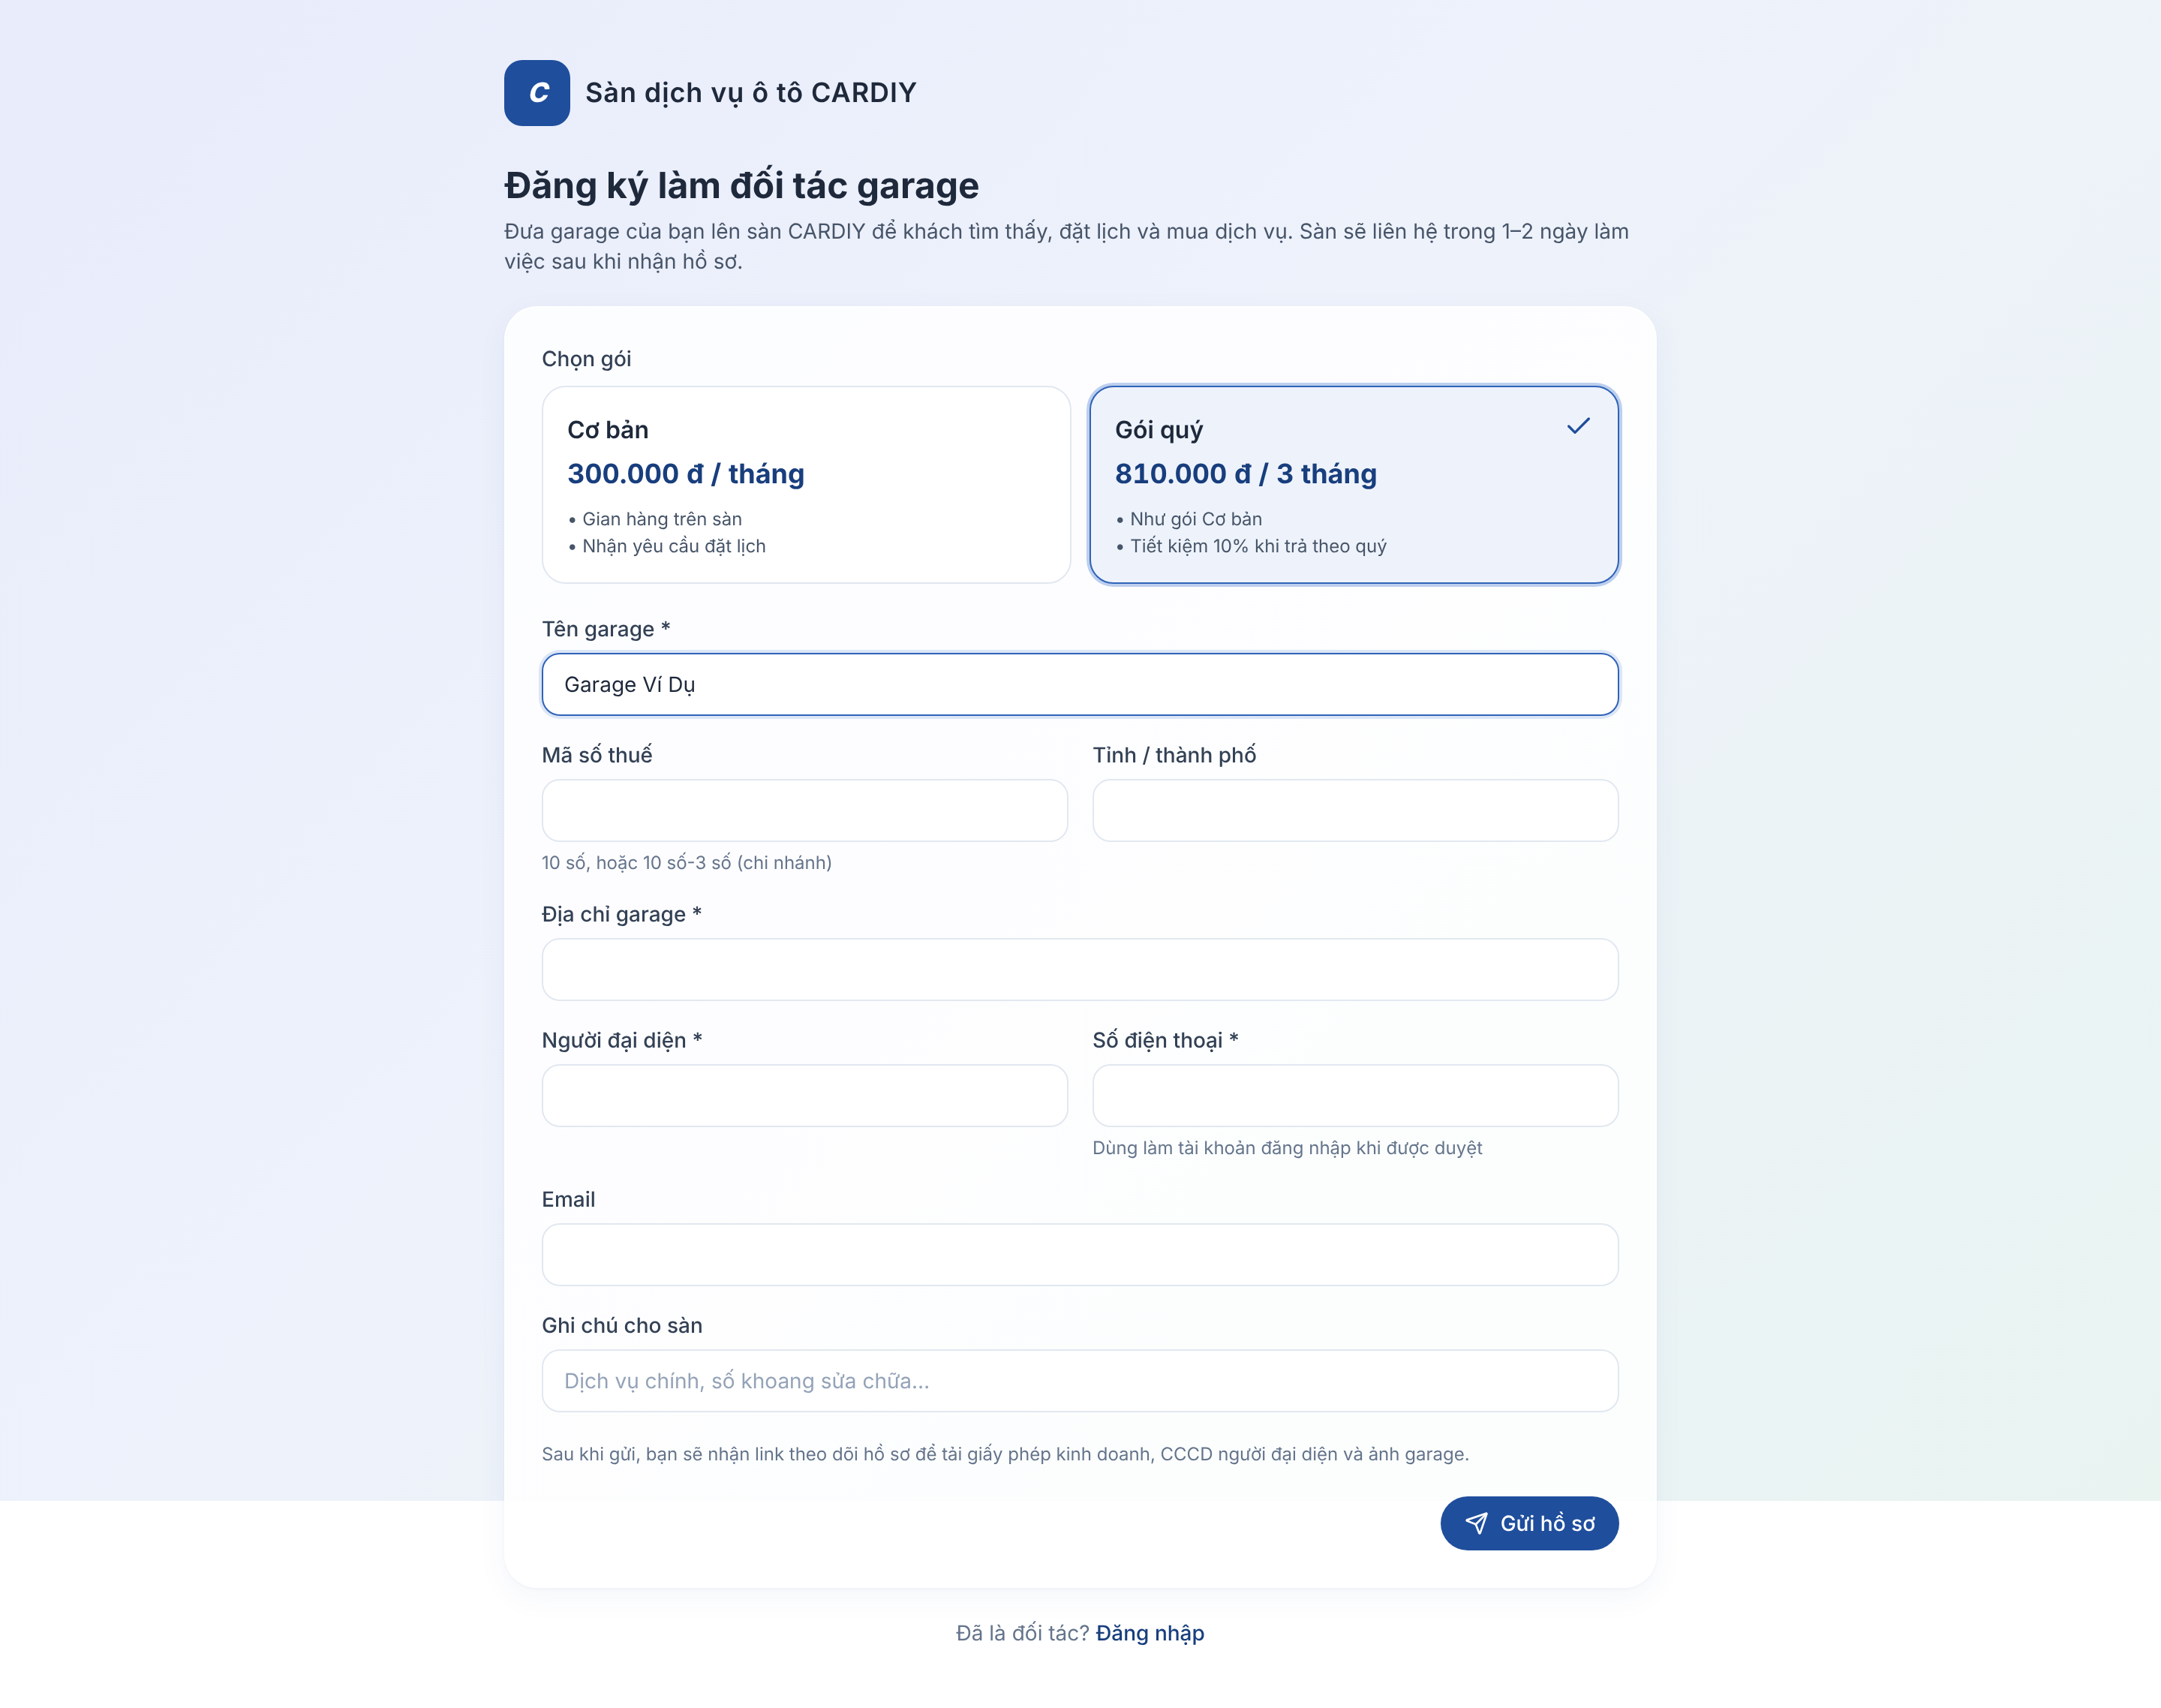 C
Sàn dịch vụ ô tô CARDIY
Đăng ký làm đối tác garage
Đưa garage của bạn lên sàn CARDIY để khách tìm thấy, đặt lịch và mua dịch vụ. Sàn sẽ liên hệ trong 1–2 ngày làm
việc sau khi nhận hồ sơ.
Chọn gói
Cơ bản
300.000 đ / tháng
• Gian hàng trên sàn
• Nhận yêu cầu đặt lịch
Gói quý
810.000 đ / 3 tháng
• Như gói Cơ bản
• Tiết kiệm 10% khi trả theo quý
Tên garage *
Garage Ví Dụ
Mã số thuế
10 số, hoặc 10 số-3 số (chi nhánh)
Tỉnh / thành phố
Địa chỉ garage *
Người đại diện *
Số điện thoại *
Dùng làm tài khoản đăng nhập khi được duyệt
Email
Ghi chú cho sàn
Dịch vụ chính, số khoang sửa chữa...
Sau khi gửi, bạn sẽ nhận link theo dõi hồ sơ để tải giấy phép kinh doanh, CCCD người đại diện và ảnh garage.
Gửi hồ sơ
Đã là đối tác? Đăng nhập